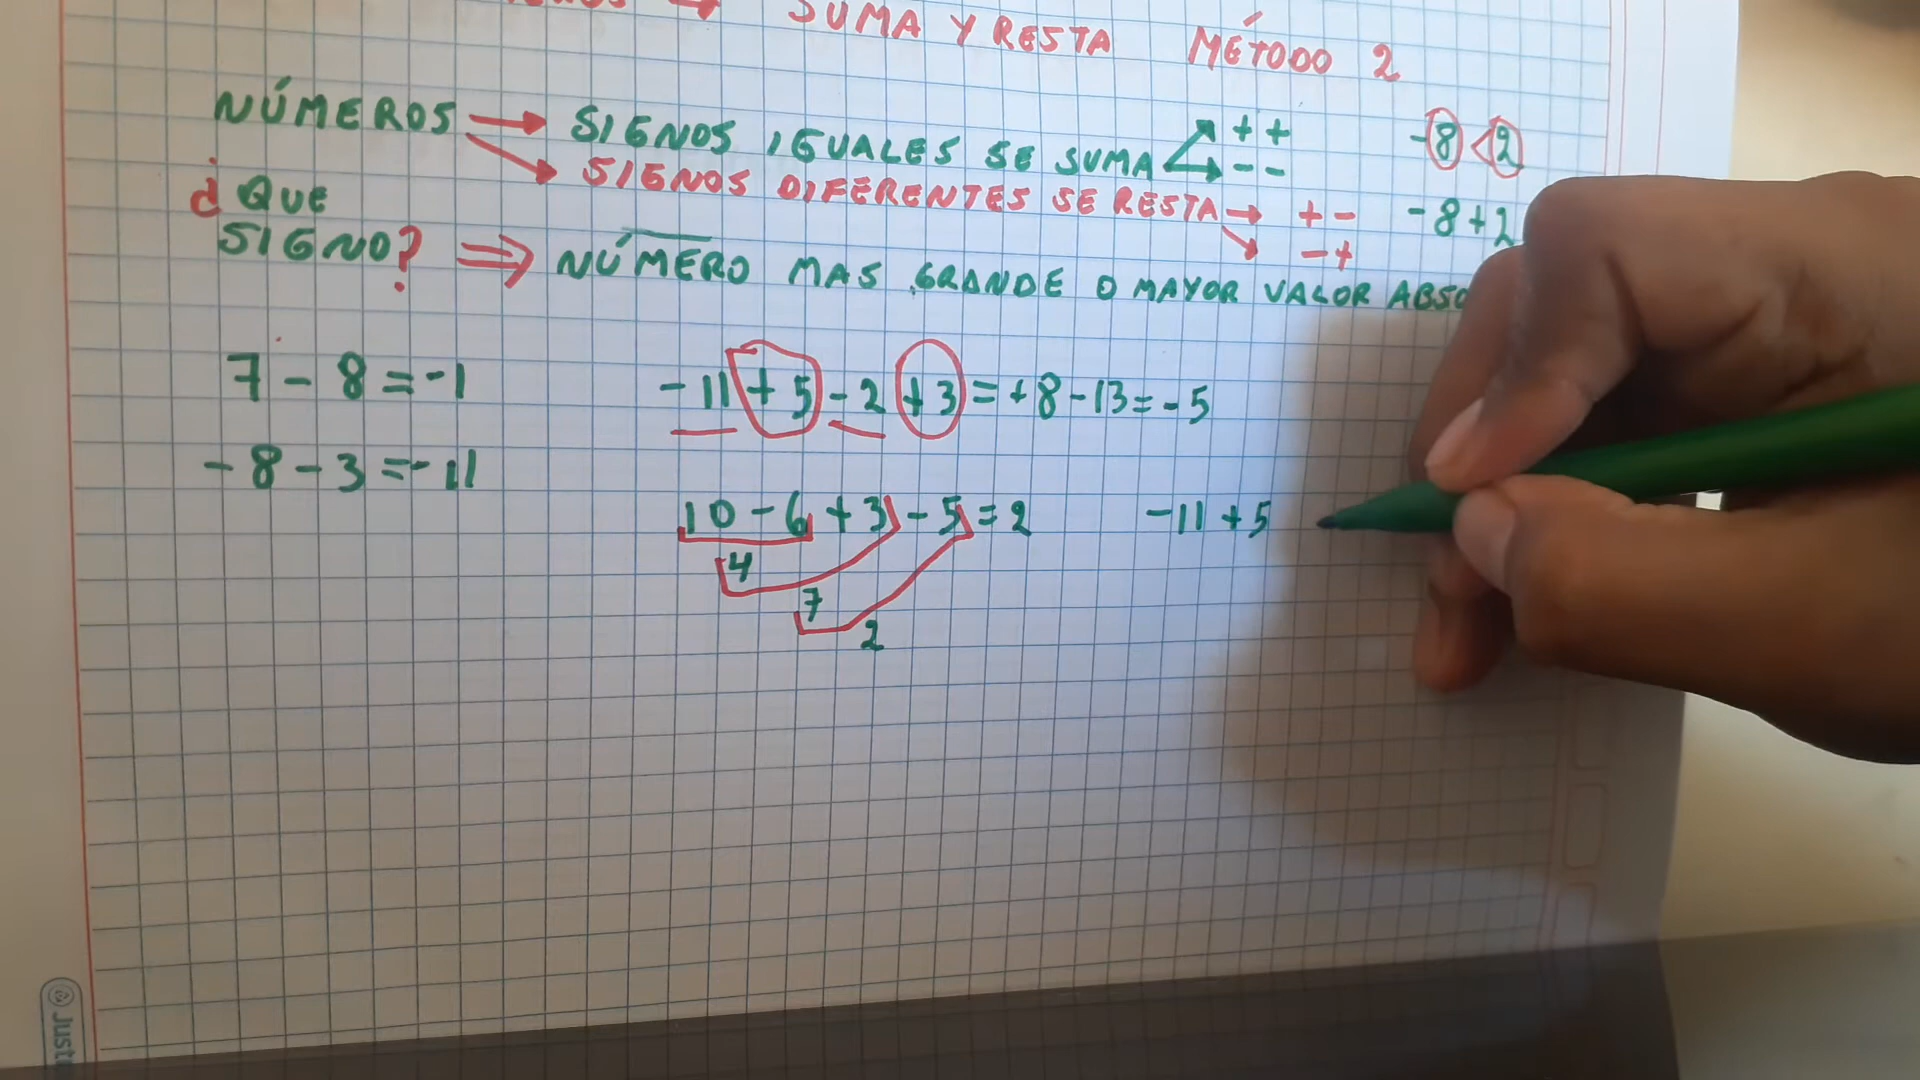 → SUMA Y RESTA MÉTODO 2
NÚMEROS → SIGNOS IGUALES SE SUMA ++ --
-8 < 2
→ SIGNOS DIFERENTES SE RESTA → + - - +
-8+2
¿QUE
SIGNO? ⇒ NÚMERO MAS GRANDE O MAYOR VALOR ABSO
7 - 8 = -1
-11 + 5 - 2 + 3 = +8 - 13 = -5
-8 - 3 = -11
10 - 6 + 3 - 5 = 2
-11 + 5
4
7
2
Just